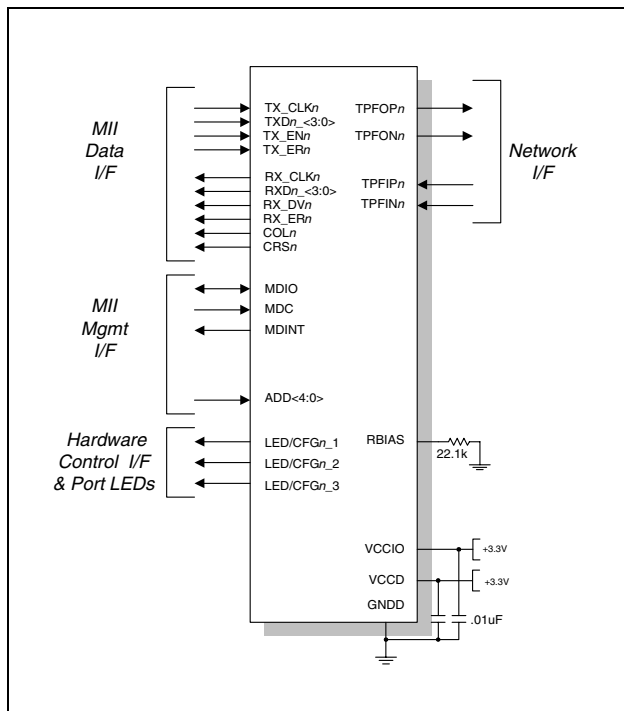 MII
Data
I/F
TX_CLKn
TXDn_<3:0>
TX_ENn
TX_ERn
RX_CLKn
RXDn_<3:0>
RX_DVn
RX_ERn
COLn
CRSn
MII
Mgmt
I/F
MDIO
MDC
MDINT
ADD<4:0>
Hardware
Control I/F
& Port LEDs
LED/CFGn_1
LED/CFGn_2
LED/CFGn_3
TPFOPn
TPFONn
TPFIPn
TPFINn
Network
I/F
RBIAS
22.1k
VCCIO
+3.3V
VCCD
+3.3V
GNDD
.01uF